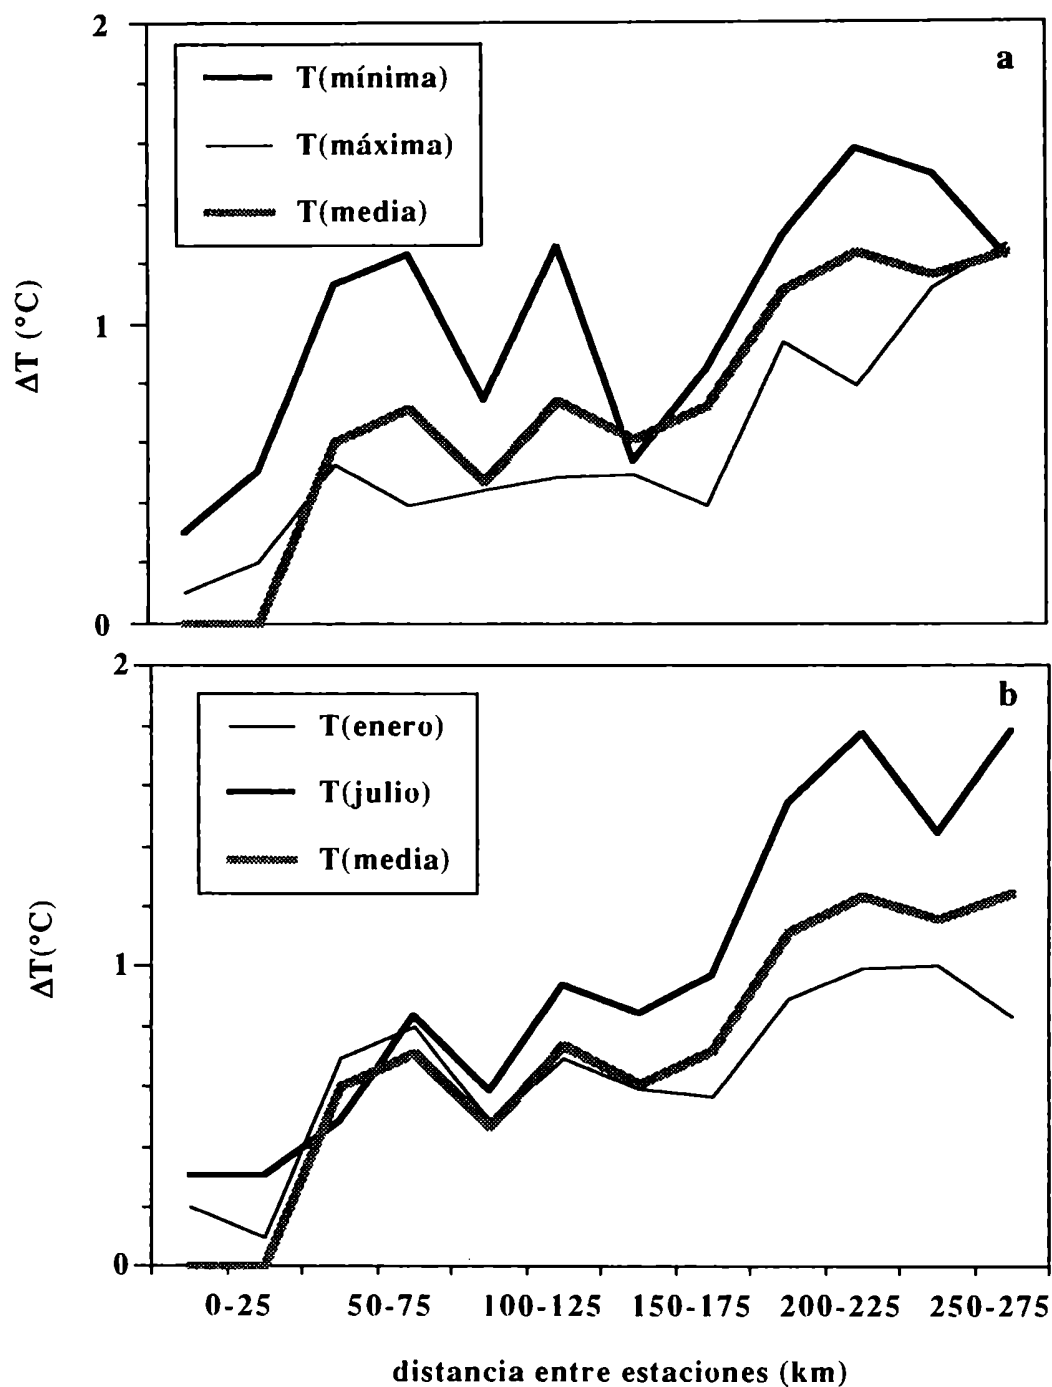 2
a
T(mínima)
T(máxima)
T(media)
ΔT (°C)
1
0
2
b
T(enero)
T(julio)
T(media)
ΔT(°C)
1
0
0-25 50-75 100-125 150-175 200-225 250-275
distancia entre estaciones (km)